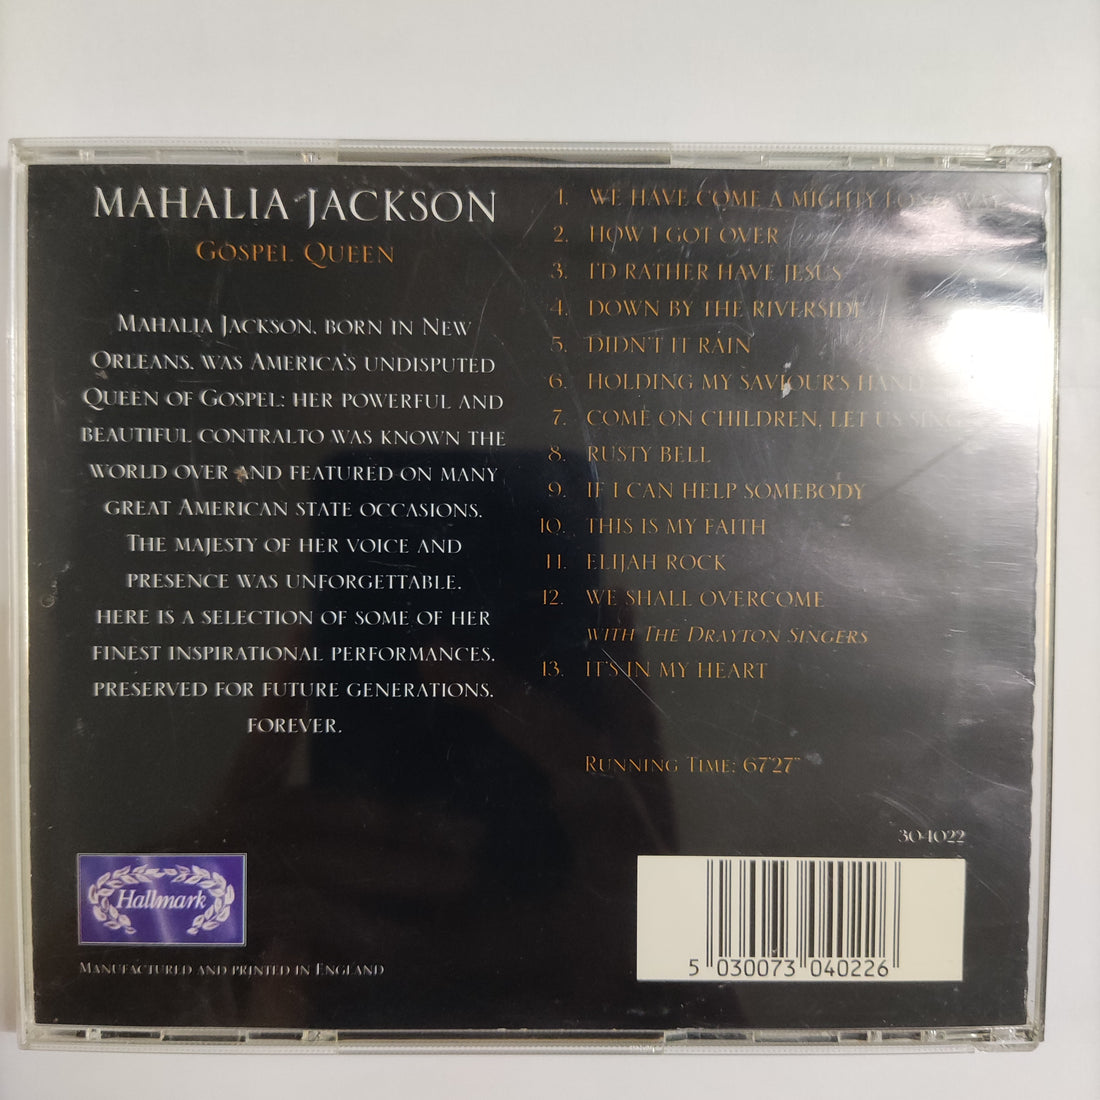 MAHALIA JACKSON
GOSPEL QUEEN
MAHALIA JACKSON, BORN IN NEW
ORLEANS, WAS AMERICA'S UNDISPUTED
QUEEN OF GOSPEL: HER POWERFUL AND
BEAUTIFUL CONTRALTO WAS KNOWN THE
WORLD OVER AND FEATURED ON MANY
GREAT AMERICAN STATE OCCASIONS.
THE MAJESTY OF HER VOICE AND
PRESENCE WAS UNFORGETTABLE.
HERE IS A SELECTION OF SOME OF HER
FINEST INSPIRATIONAL PERFORMANCES,
PRESERVED FOR FUTURE GENERATIONS,
FOREVER.
1. WE HAVE COME A MIGHTY LONG WAY
2. HOW I GOT OVER
3. I'D RATHER HAVE JESUS
4. DOWN BY THE RIVERSIDE
5. DIDN'T IT RAIN
6. HOLDING MY SAVIOUR'S HAND
7. COME ON CHILDREN, LET US SING
8. RUSTY BELL
9. IF I CAN HELP SOMEBODY
10. THIS IS MY FAITH
11. ELIJAH ROCK
12. WE SHALL OVERCOME
WITH THE DRAYTON SINGERS
13. IT'S IN MY HEART
RUNNING TIME: 67'27"
304022
5 030073 040226
Hallmark
MANUFACTURED AND PRINTED IN ENGLAND